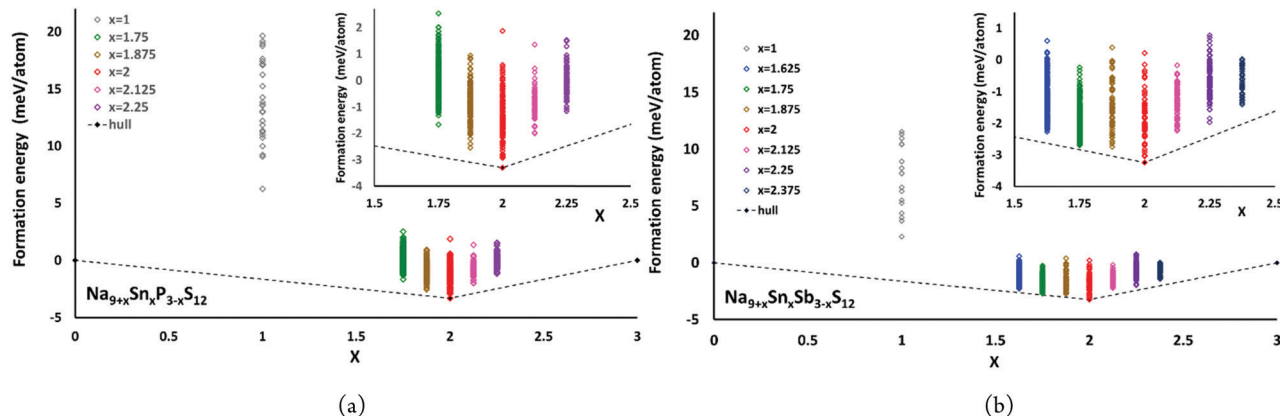 Formation energy (meV/atom)
20
15
10
5
0
-5
x=1
x=1.75
x=1.875
x=2
x=2.125
x=2.25
hull
Formation energy (meV/atom)
2
1
0
-1
-2
-3
-4
1.5
1.75
2
2.25
2.5
X
Na9+xSnxP3-xS12
0
0.5
1
1.5
2
2.5
3
X
(a)
Formation energy (meV/atom)
20
15
10
5
0
-5
x=1
x=1.625
x=1.75
x=1.875
x=2
x=2.125
x=2.25
x=2.375
hull
Formation energy (meV/atom)
1
0
-1
-2
-3
-4
1.5
1.75
2
2.25
2.5
X
Na9+xSnxSb3-xS12
0
0.5
1
1.5
2
2.5
3
X
(b)